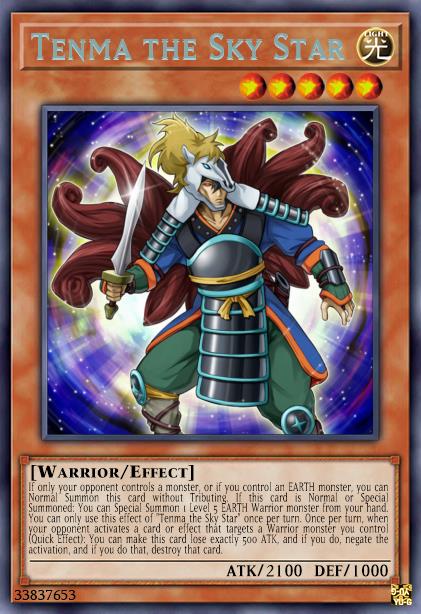 TENMA THE SKY STAR
LIGHT
光
[WARRIOR/EFFECT]
If only your opponent controls a monster, or if you control an EARTH monster, you can
Normal Summon this card without Tributing. If this card is Normal or Special
Summoned: You can Special Summon 1 Level 5 EARTH Warrior monster from your hand.
You can only use this effect of "Tenma the Sky Star" once per turn. Once per turn, when
your opponent activates a card or effect that targets a Warrior monster you control
(Quick Effect): You can make this card lose exactly 500 ATK, and if you do, negate the
activation, and if you do that, destroy that card.
ATK/2100 DEF/1000
33837653